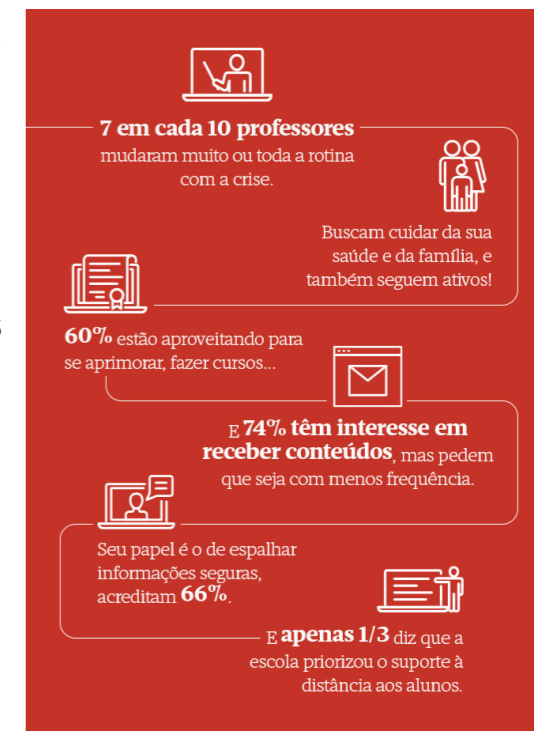 7 em cada 10 professores
mudaram muito ou toda a rotina
com a crise.
Buscam cuidar da sua
saúde e da família, e
também seguem ativos!
60% estão aproveitando para
se aprimorar, fazer cursos...
E 74% têm interesse em
receber conteúdos, mas pedem
que seja com menos frequência.
Seu papel é o de espalhar
informações seguras,
acreditam 66%.
E apenas 1/3 diz que a
escola priorizou o suporte à
distância aos alunos.